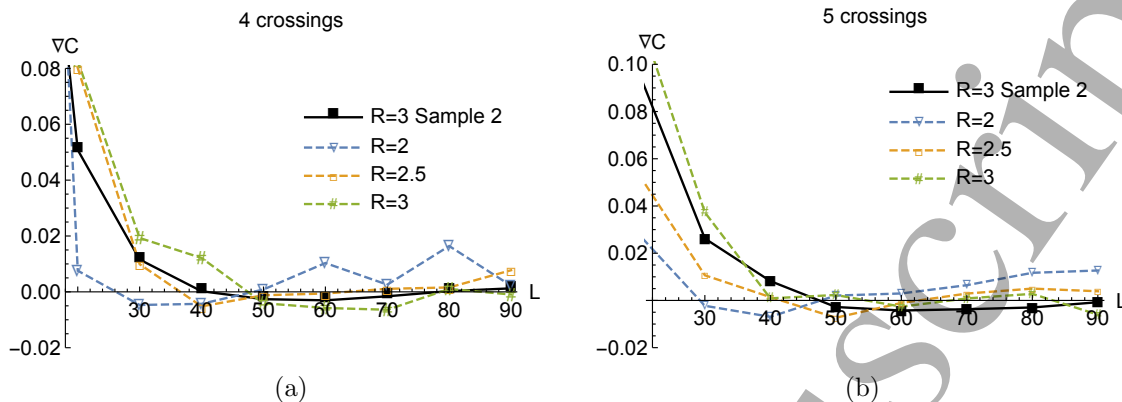 4 crossings
∇C
0.08
0.06
0.04
0.02
0.00
−0.02
30 40 50 60 70 80 90 L
R=3 Sample 2
R=2
R=2.5
R=3
(a)
5 crossings
∇C
0.10
0.08
0.06
0.04
0.02
−0.02
30 40 50 60 70 80 90 L
R=3 Sample 2
R=2
R=2.5
R=3
(b)
scrip